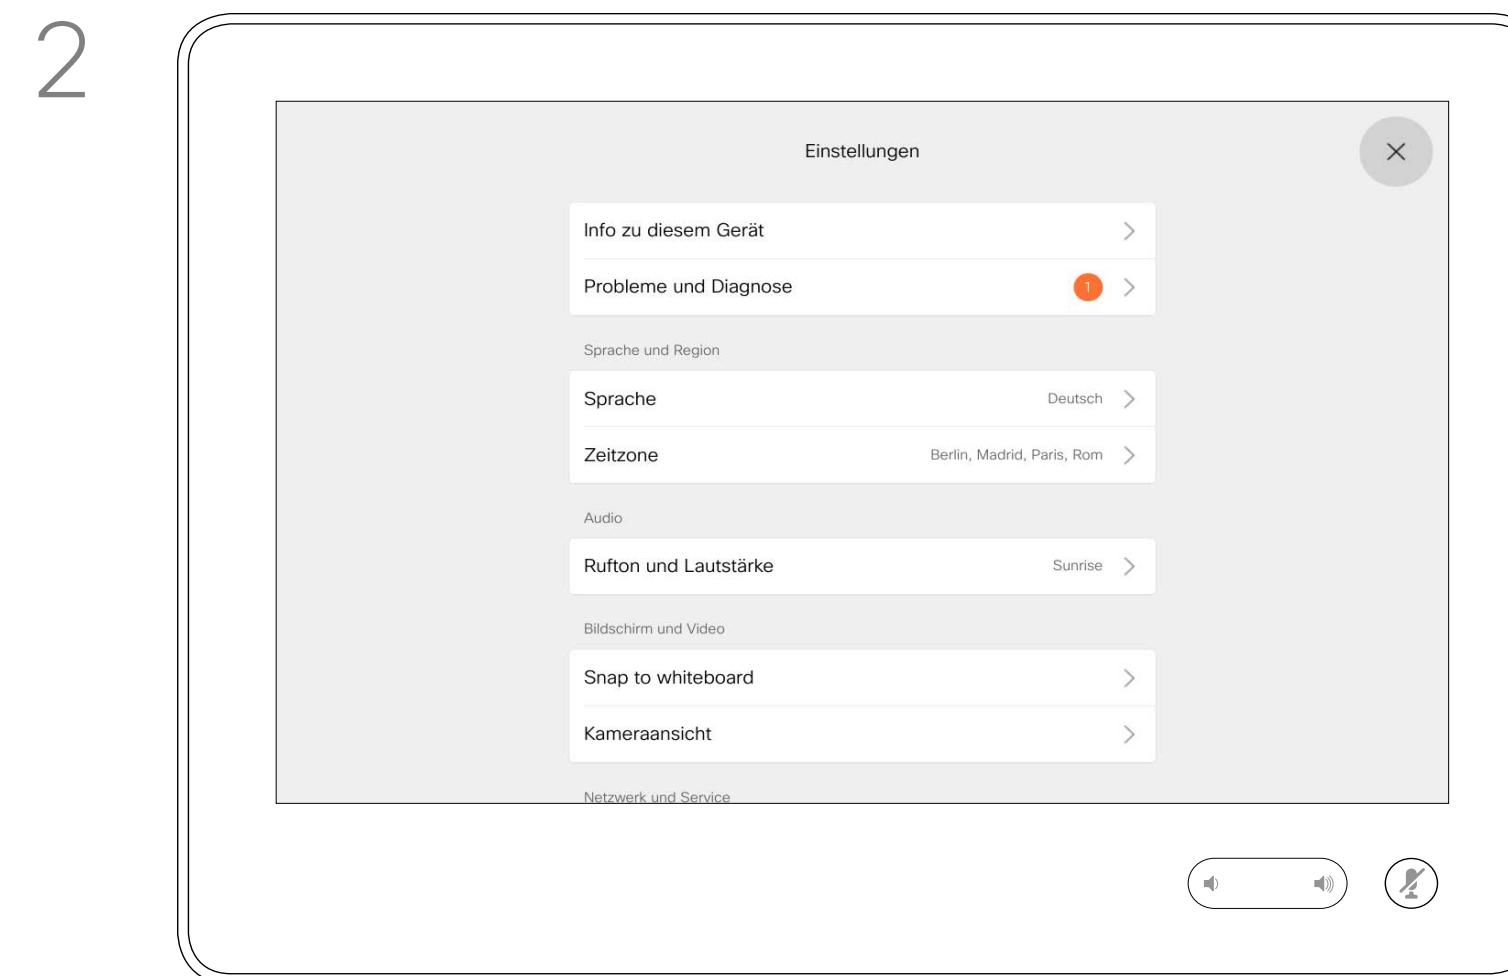 2
Einstellungen
Info zu diesem Gerät
Probleme und Diagnose 1
Sprache und Region
Sprache Deutsch
Zeitzone Berlin, Madrid, Paris, Rom
Audio
Rufton und Lautstärke Sunrise
Bildschirm und Video
Snap to whiteboard
Kameraansicht
Netzwerk und Service